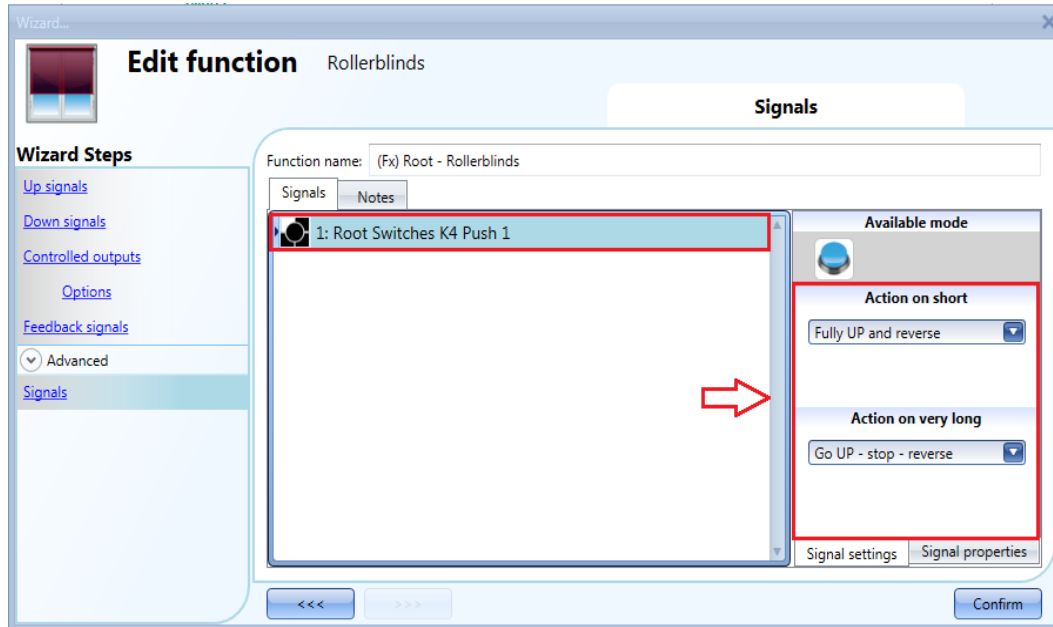 Wizard...
Edit function Rollerblinds
Signals
Wizard Steps
Up signals
Down signals
Controlled outputs
Options
Feedback signals
Advanced
Signals
Function name: (Fx) Root - Rollerblinds
Signals Notes
1: Root Switches K4 Push 1
Available mode
Action on short
Fully UP and reverse
Action on very long
Go UP - stop - reverse
Signal settings Signal properties
<<< >>> Confirm